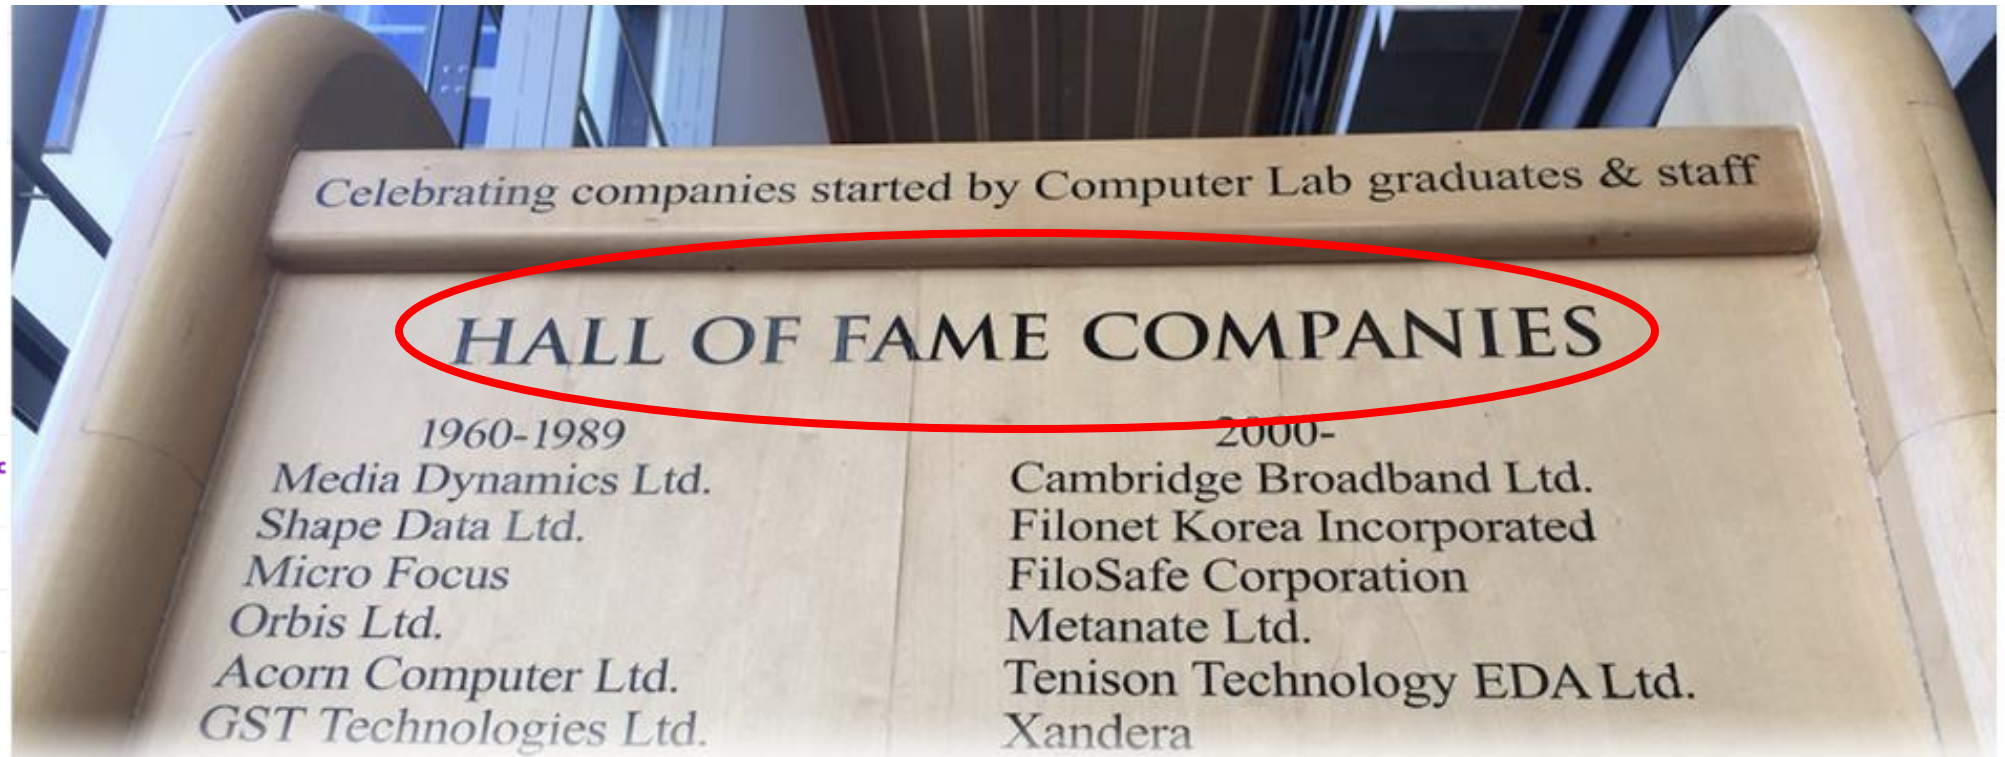 Celebrating companies started by Computer Lab graduates & staff
HALL OF FAME COMPANIES
1960-1989
Media Dynamics Ltd.
Shape Data Ltd.
Micro Focus
Orbis Ltd.
Acorn Computer Ltd.
GST Technologies Ltd.
2000-
Cambridge Broadband Ltd.
Filonet Korea Incorporated
FiloSafe Corporation
Metanate Ltd.
Tenison Technology EDA Ltd.
Xandera